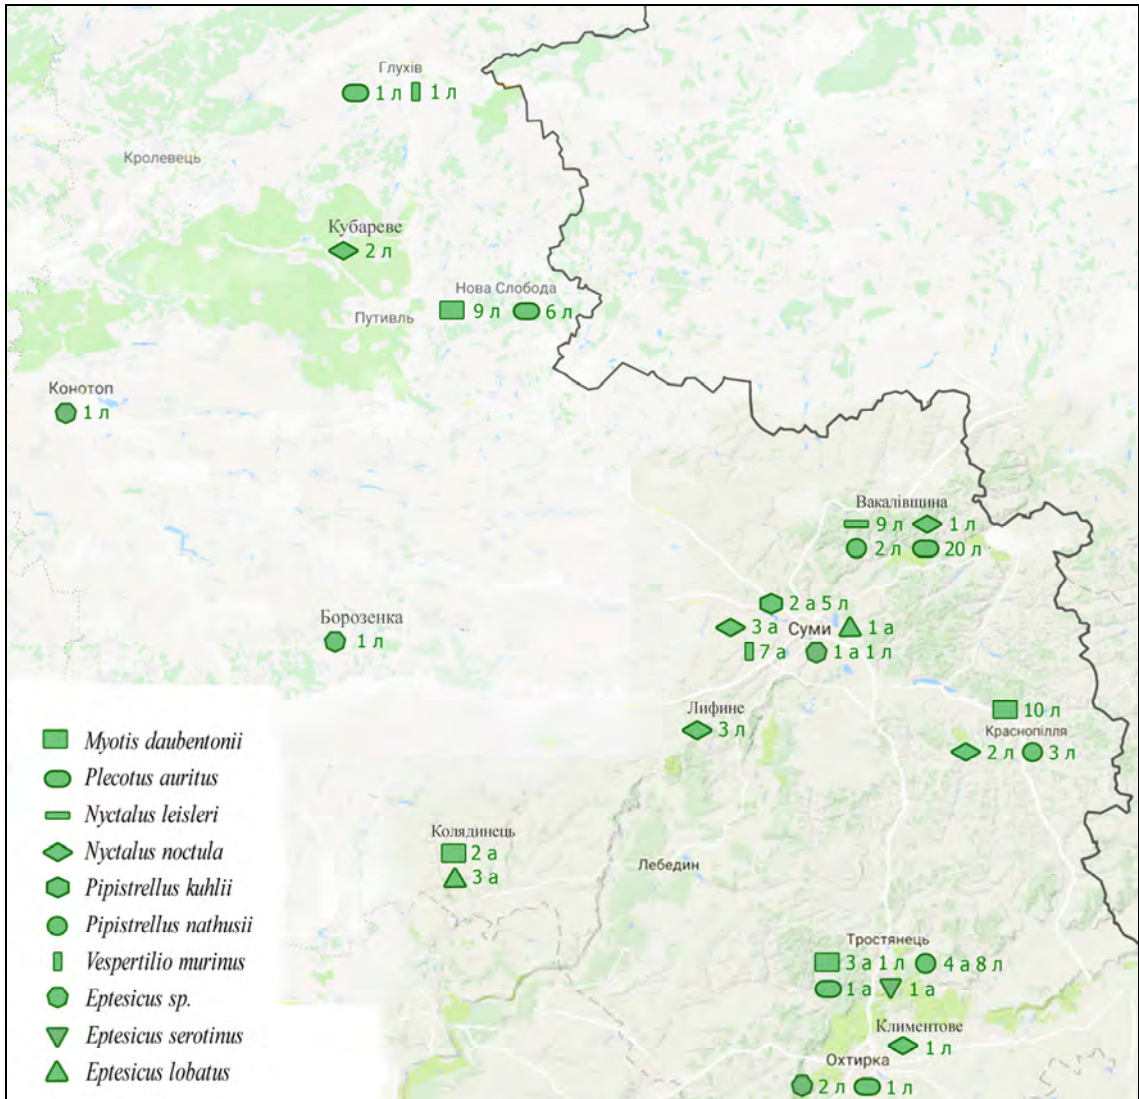 Глухів
1 л 1 л
Кролевець
Кубареве
2 л
Нова Слобода
9 л 6 л
Путивль
Конотоп
1 л
Вакалівщина
9 л 1 л
2 л 20 л
2 а 5 л
Борозенка
1 л
3 а Суми 1 а
7 а 1 а 1 л
Лифине
3 л
10 л
Краснопілля
2 л 3 л
Myotis daubentonii
Plecotus auritus
Nyctalus leisleri
Nyctalus noctula
Pipistrellus kuhlii
Pipistrellus nathusii
Vespertilio murinus
Eptesicus sp.
Eptesicus serotinus
Eptesicus lobatus
Колядинець
2 а
3 а
Лебедин
Тростянець
3 а 1 л 4 а 8 л
1 а 1 а
Климентове
1 л
Охтирка
2 л 1 л